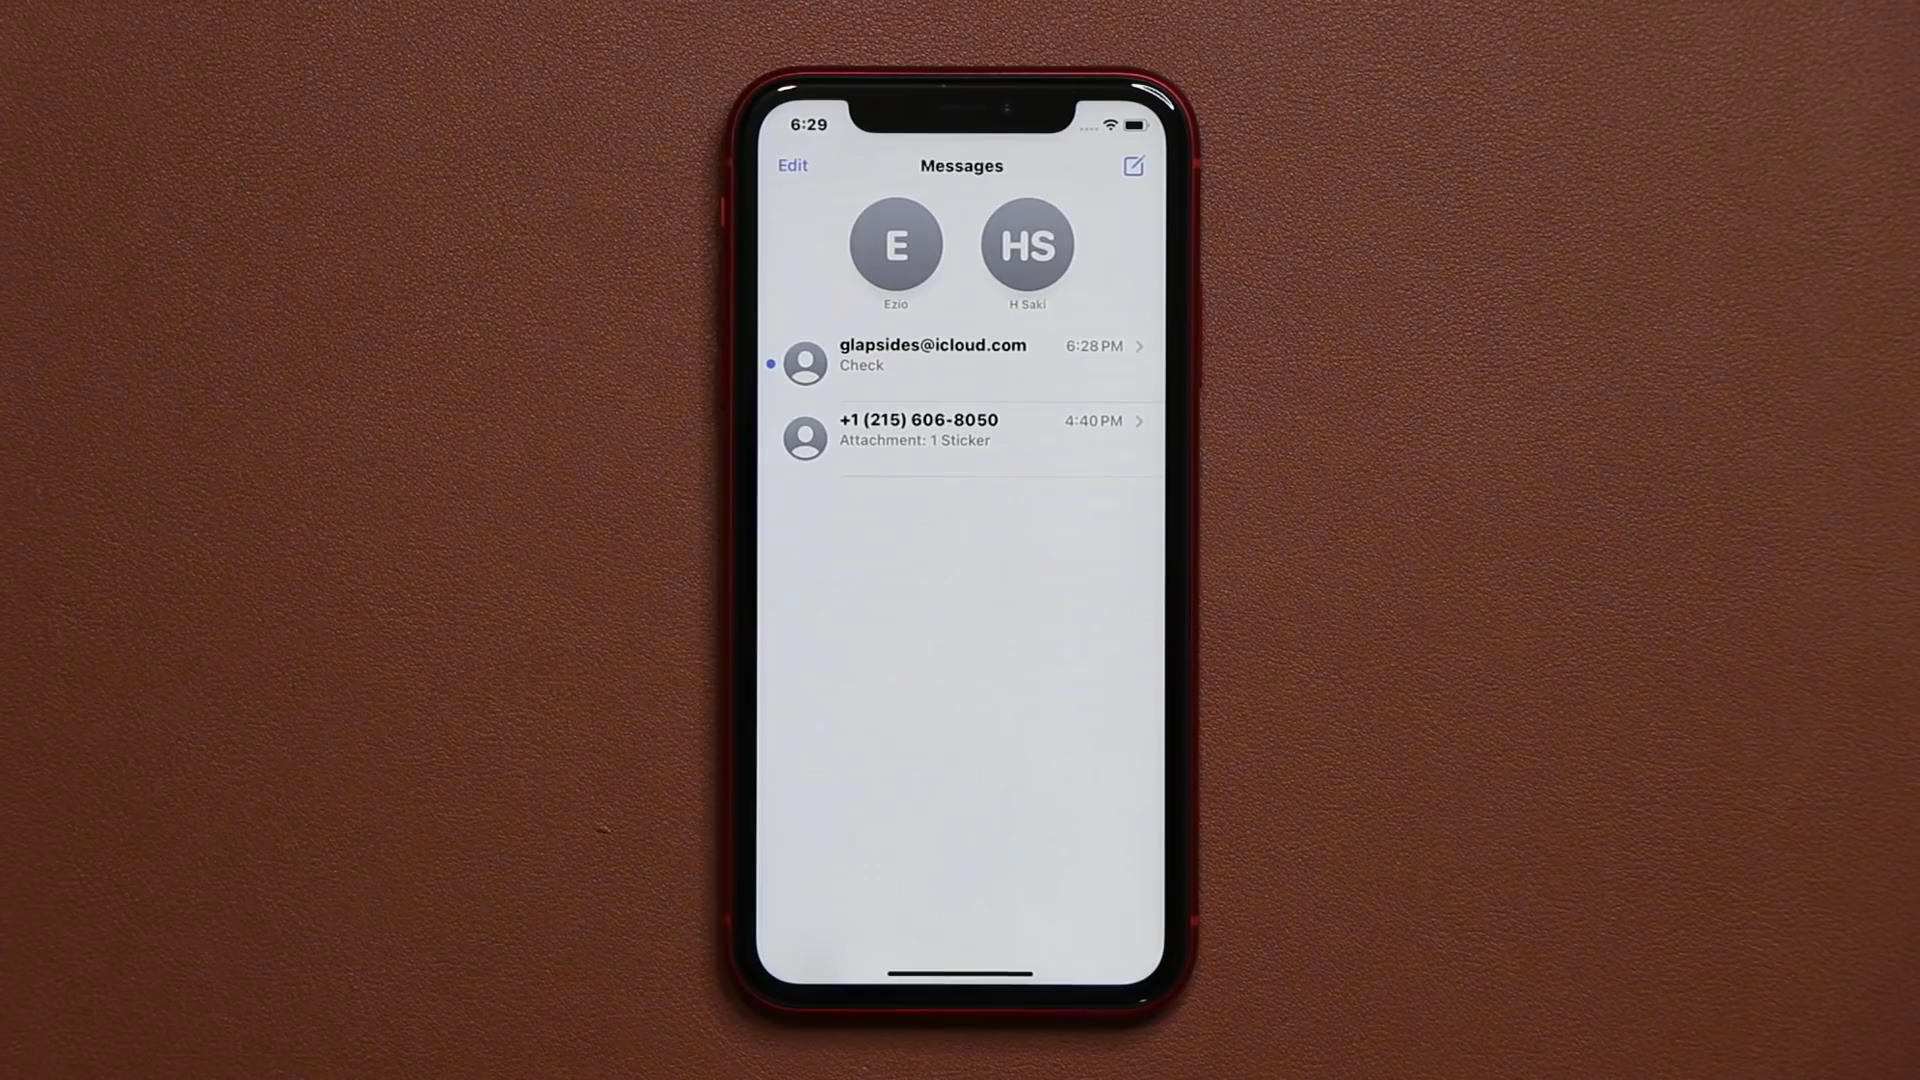 6:29
Edit
Messages
E
HS
Ezio
H Saki
glapsides@icloud.com
6:28 PM
Check
+1 (215) 606-8050
4:40 PM
Attachment: 1 Sticker